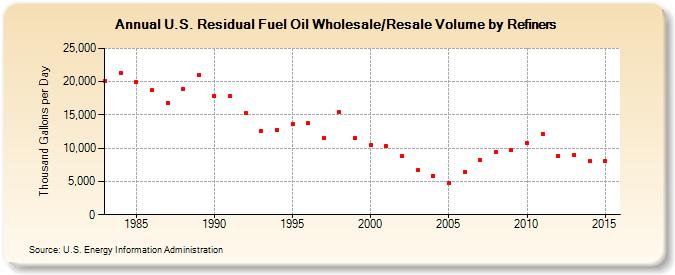 Annual U.S. Residual Fuel Oil Wholesale/Resale Volume by Refiners
Thousand Gallons per Day
25,000
20,000
15,000
10,000
5,000
0
1985 1990 1995 2000 2005 2010 2015
Source: U.S. Energy Information Administration